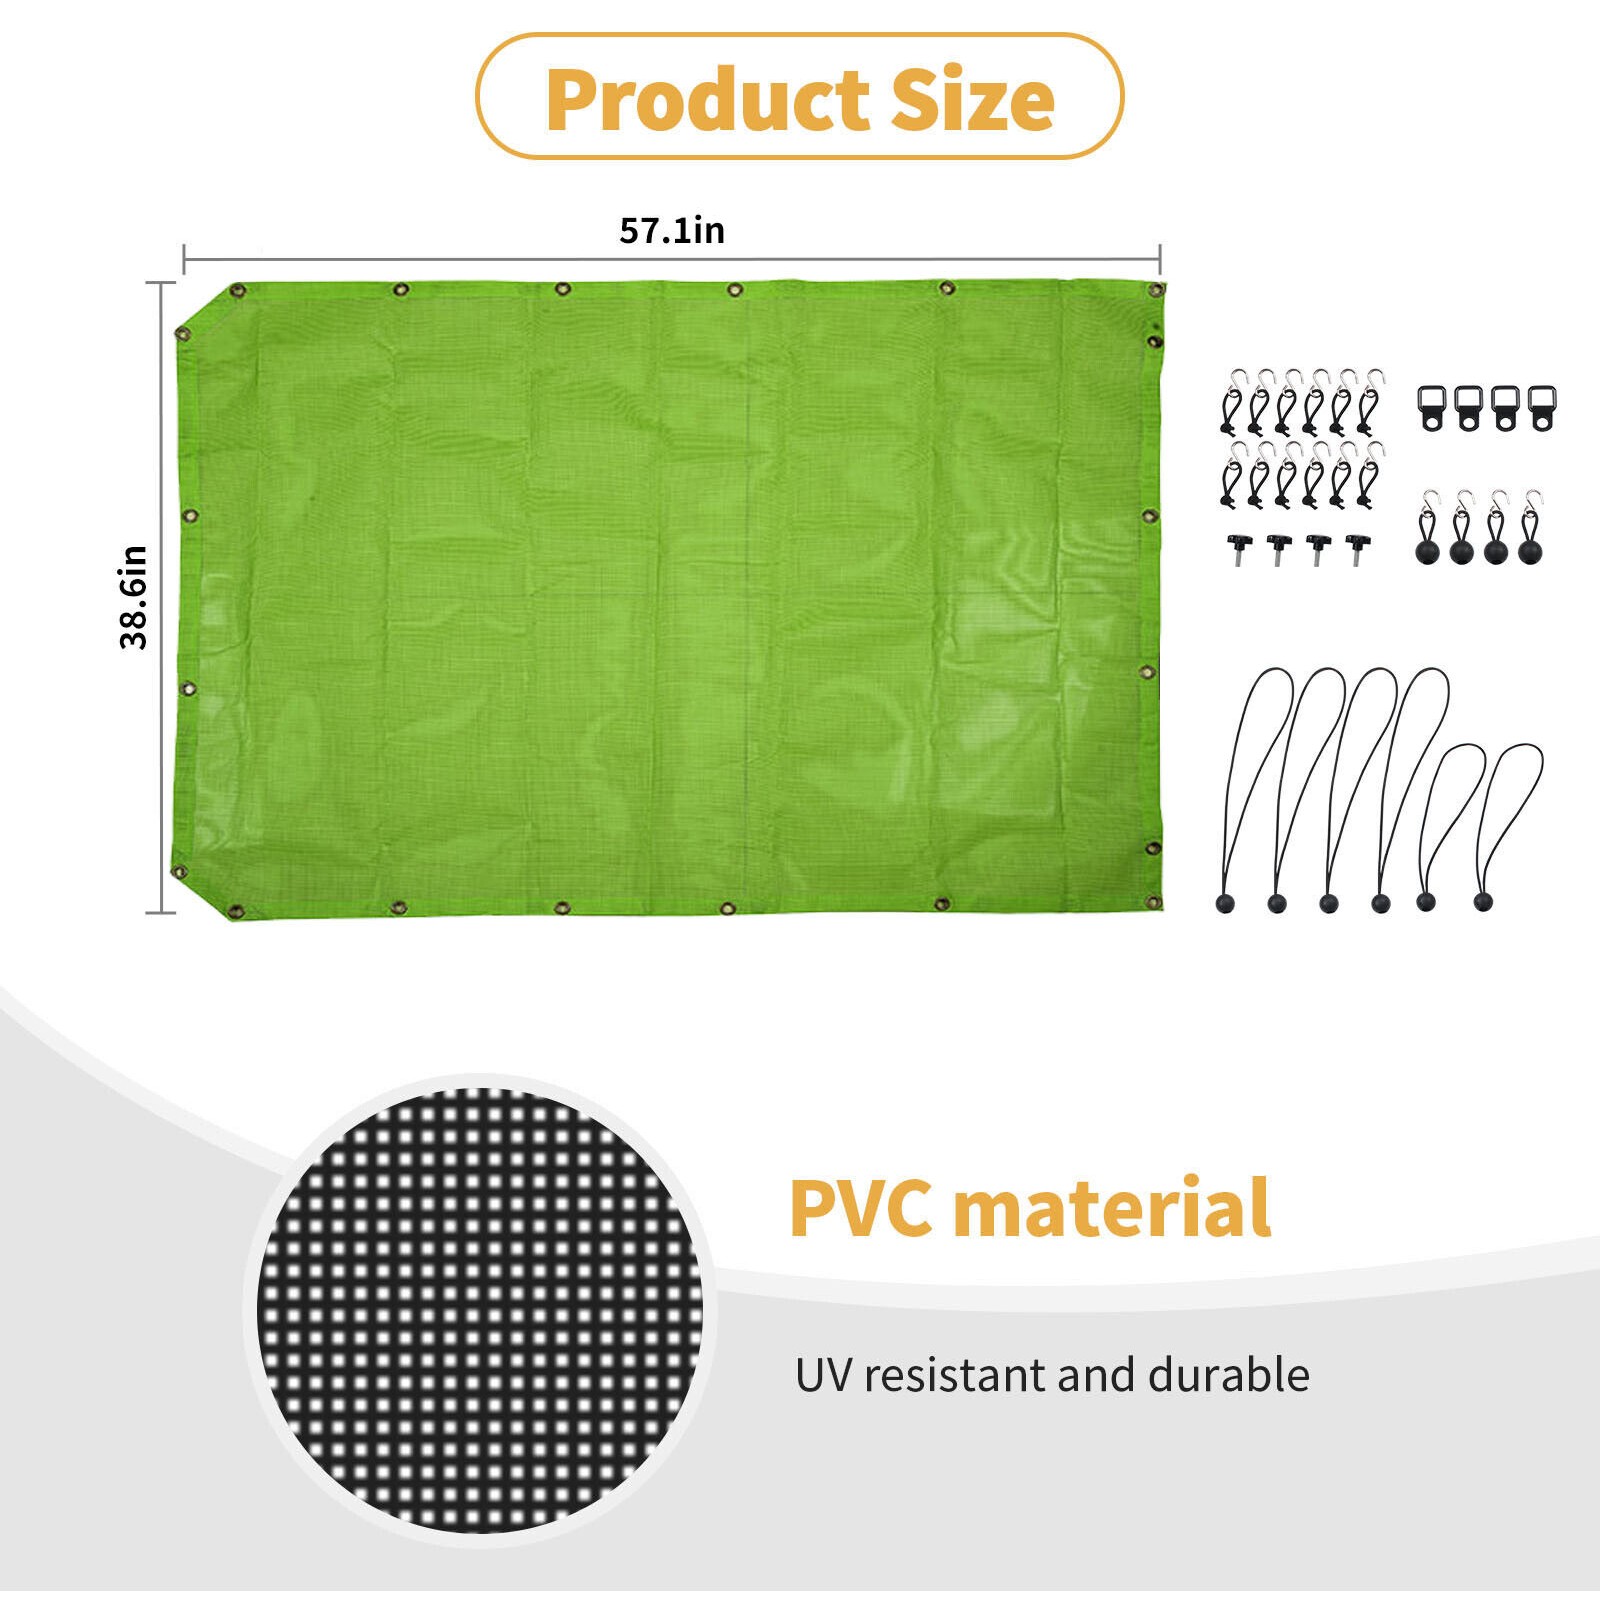 Product Size
57.1in
38.6in
PVC material
UV resistant and durable